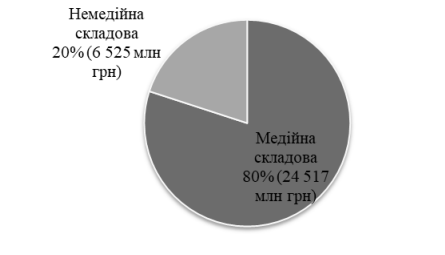 Немедійна
складова
20% (6 525 млн
грн)
Медійна
складова
80% (24 517
млн грн)